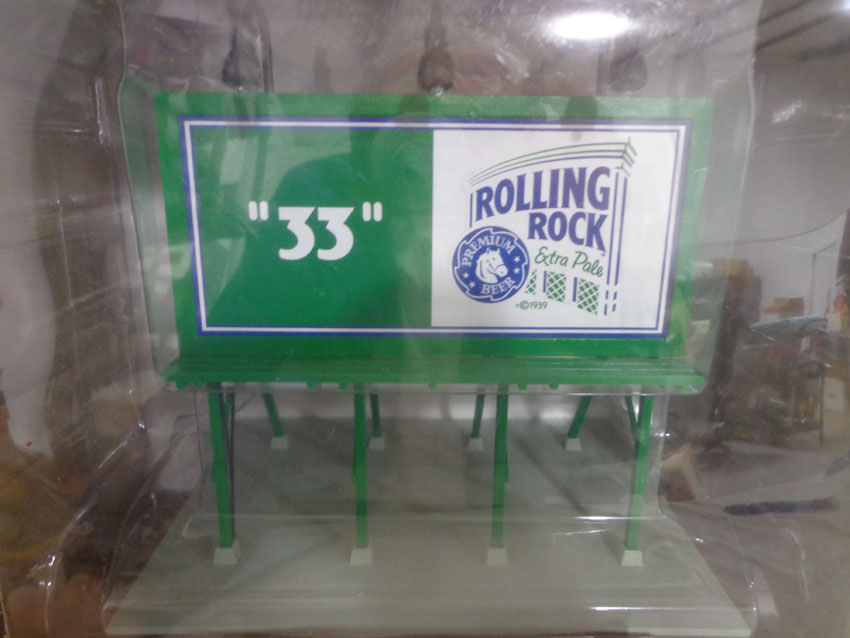 "33"
ROLLING
ROCK
Extra Pale
PREMIUM
BEER
©1939